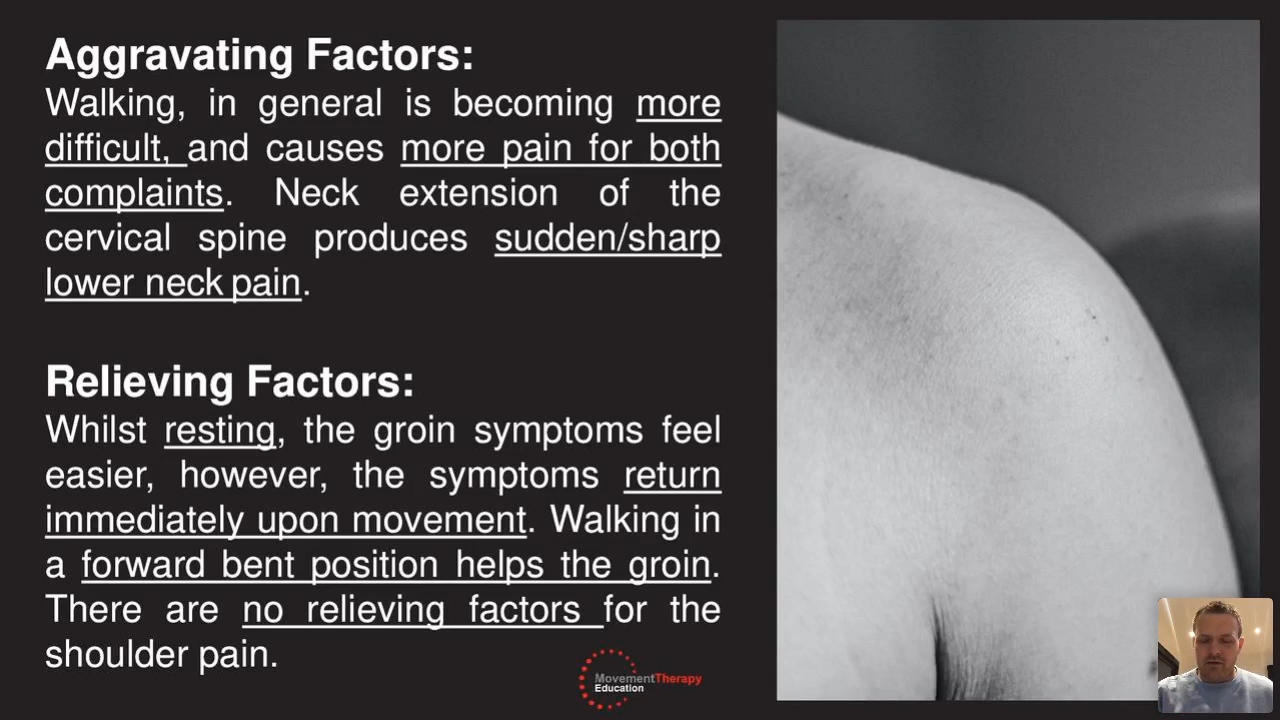 Aggravating Factors:
Walking, in general is becoming more
difficult, and causes more pain for both
complaints. Neck extension of the
cervical spine produces sudden/sharp
lower neck pain.
Relieving Factors:
Whilst resting, the groin symptoms feel
easier, however, the symptoms return
immediately upon movement. Walking in
a forward bent position helps the groin.
There are no relieving factors for the
shoulder pain.
MovementTherapy
Education